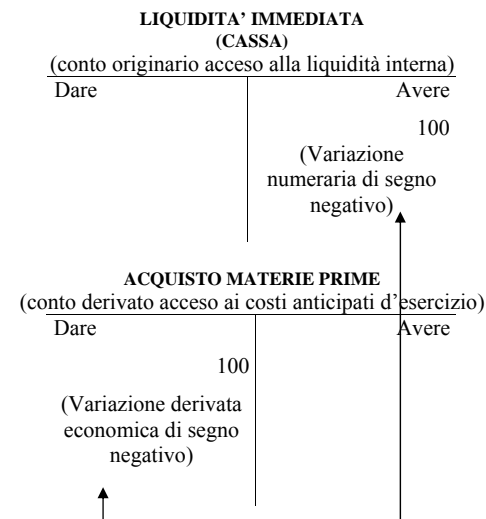 LIQUIDITA’ IMMEDIATA
(CASSA)
(conto originario acceso alla liquidità interna)
Dare Avere
100
(Variazione
numeraria di segno
negativo)
ACQUISTO MATERIE PRIME
(conto derivato acceso ai costi anticipati d’esercizio)
Dare Avere
100
(Variazione derivata
economica di segno
negativo)